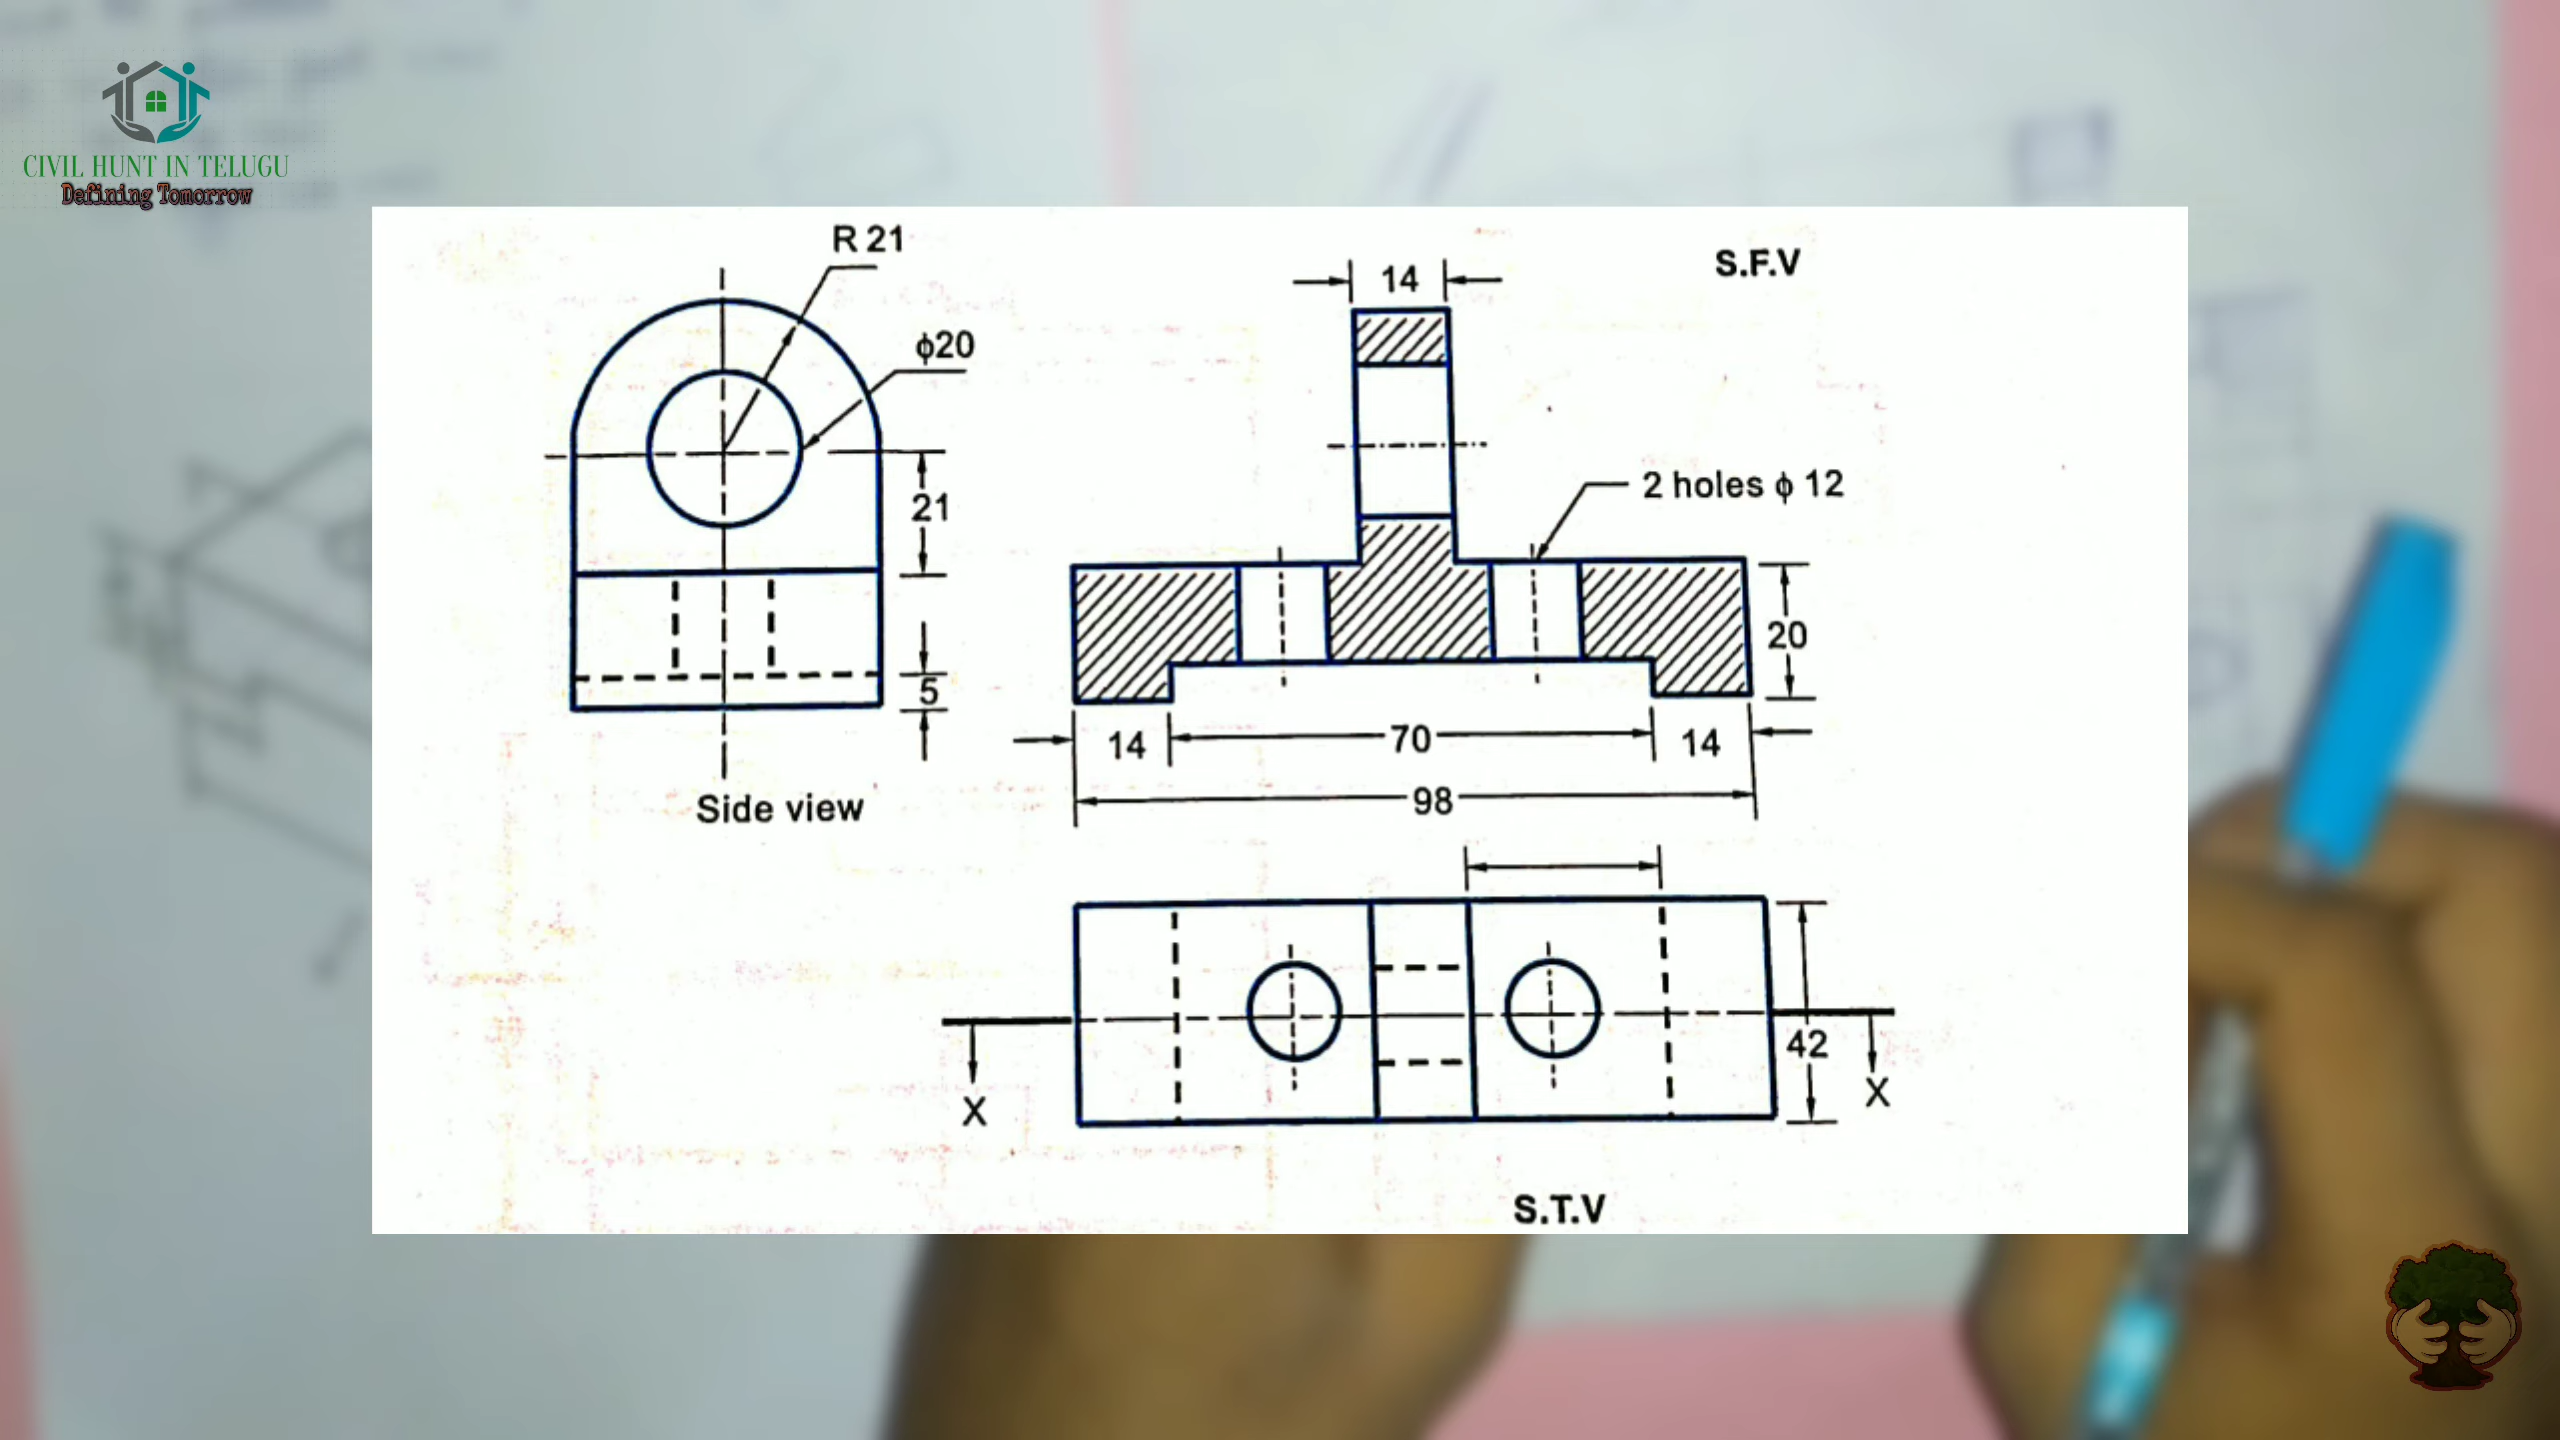 CIVIL HUNT IN TELUGU
Defining Tomorrow
R 21
ϕ20
21
5
Side view
S.F.V
14
2 holes ϕ 12
20
14
70
14
98
42
X
X
S.T.V